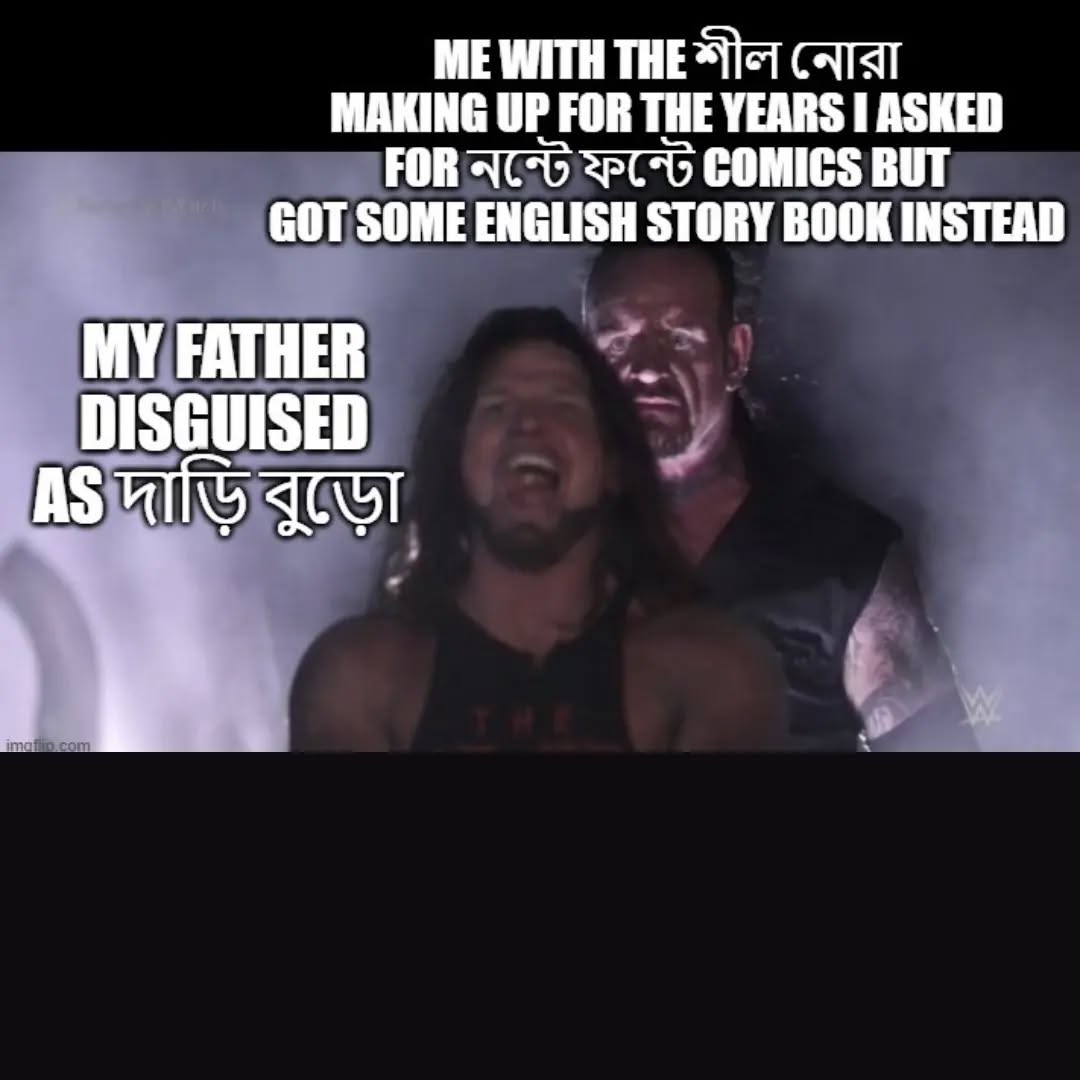 ME WITH THE শীল নোরা
MAKING UP FOR THE YEARS I ASKED
FOR নন্টে ফন্টে COMICS BUT
GOT SOME ENGLISH STORY BOOK INSTEAD
MY FATHER
DISGUISED
AS দাড়ি বুড়ো
THE
W
imgflip.com